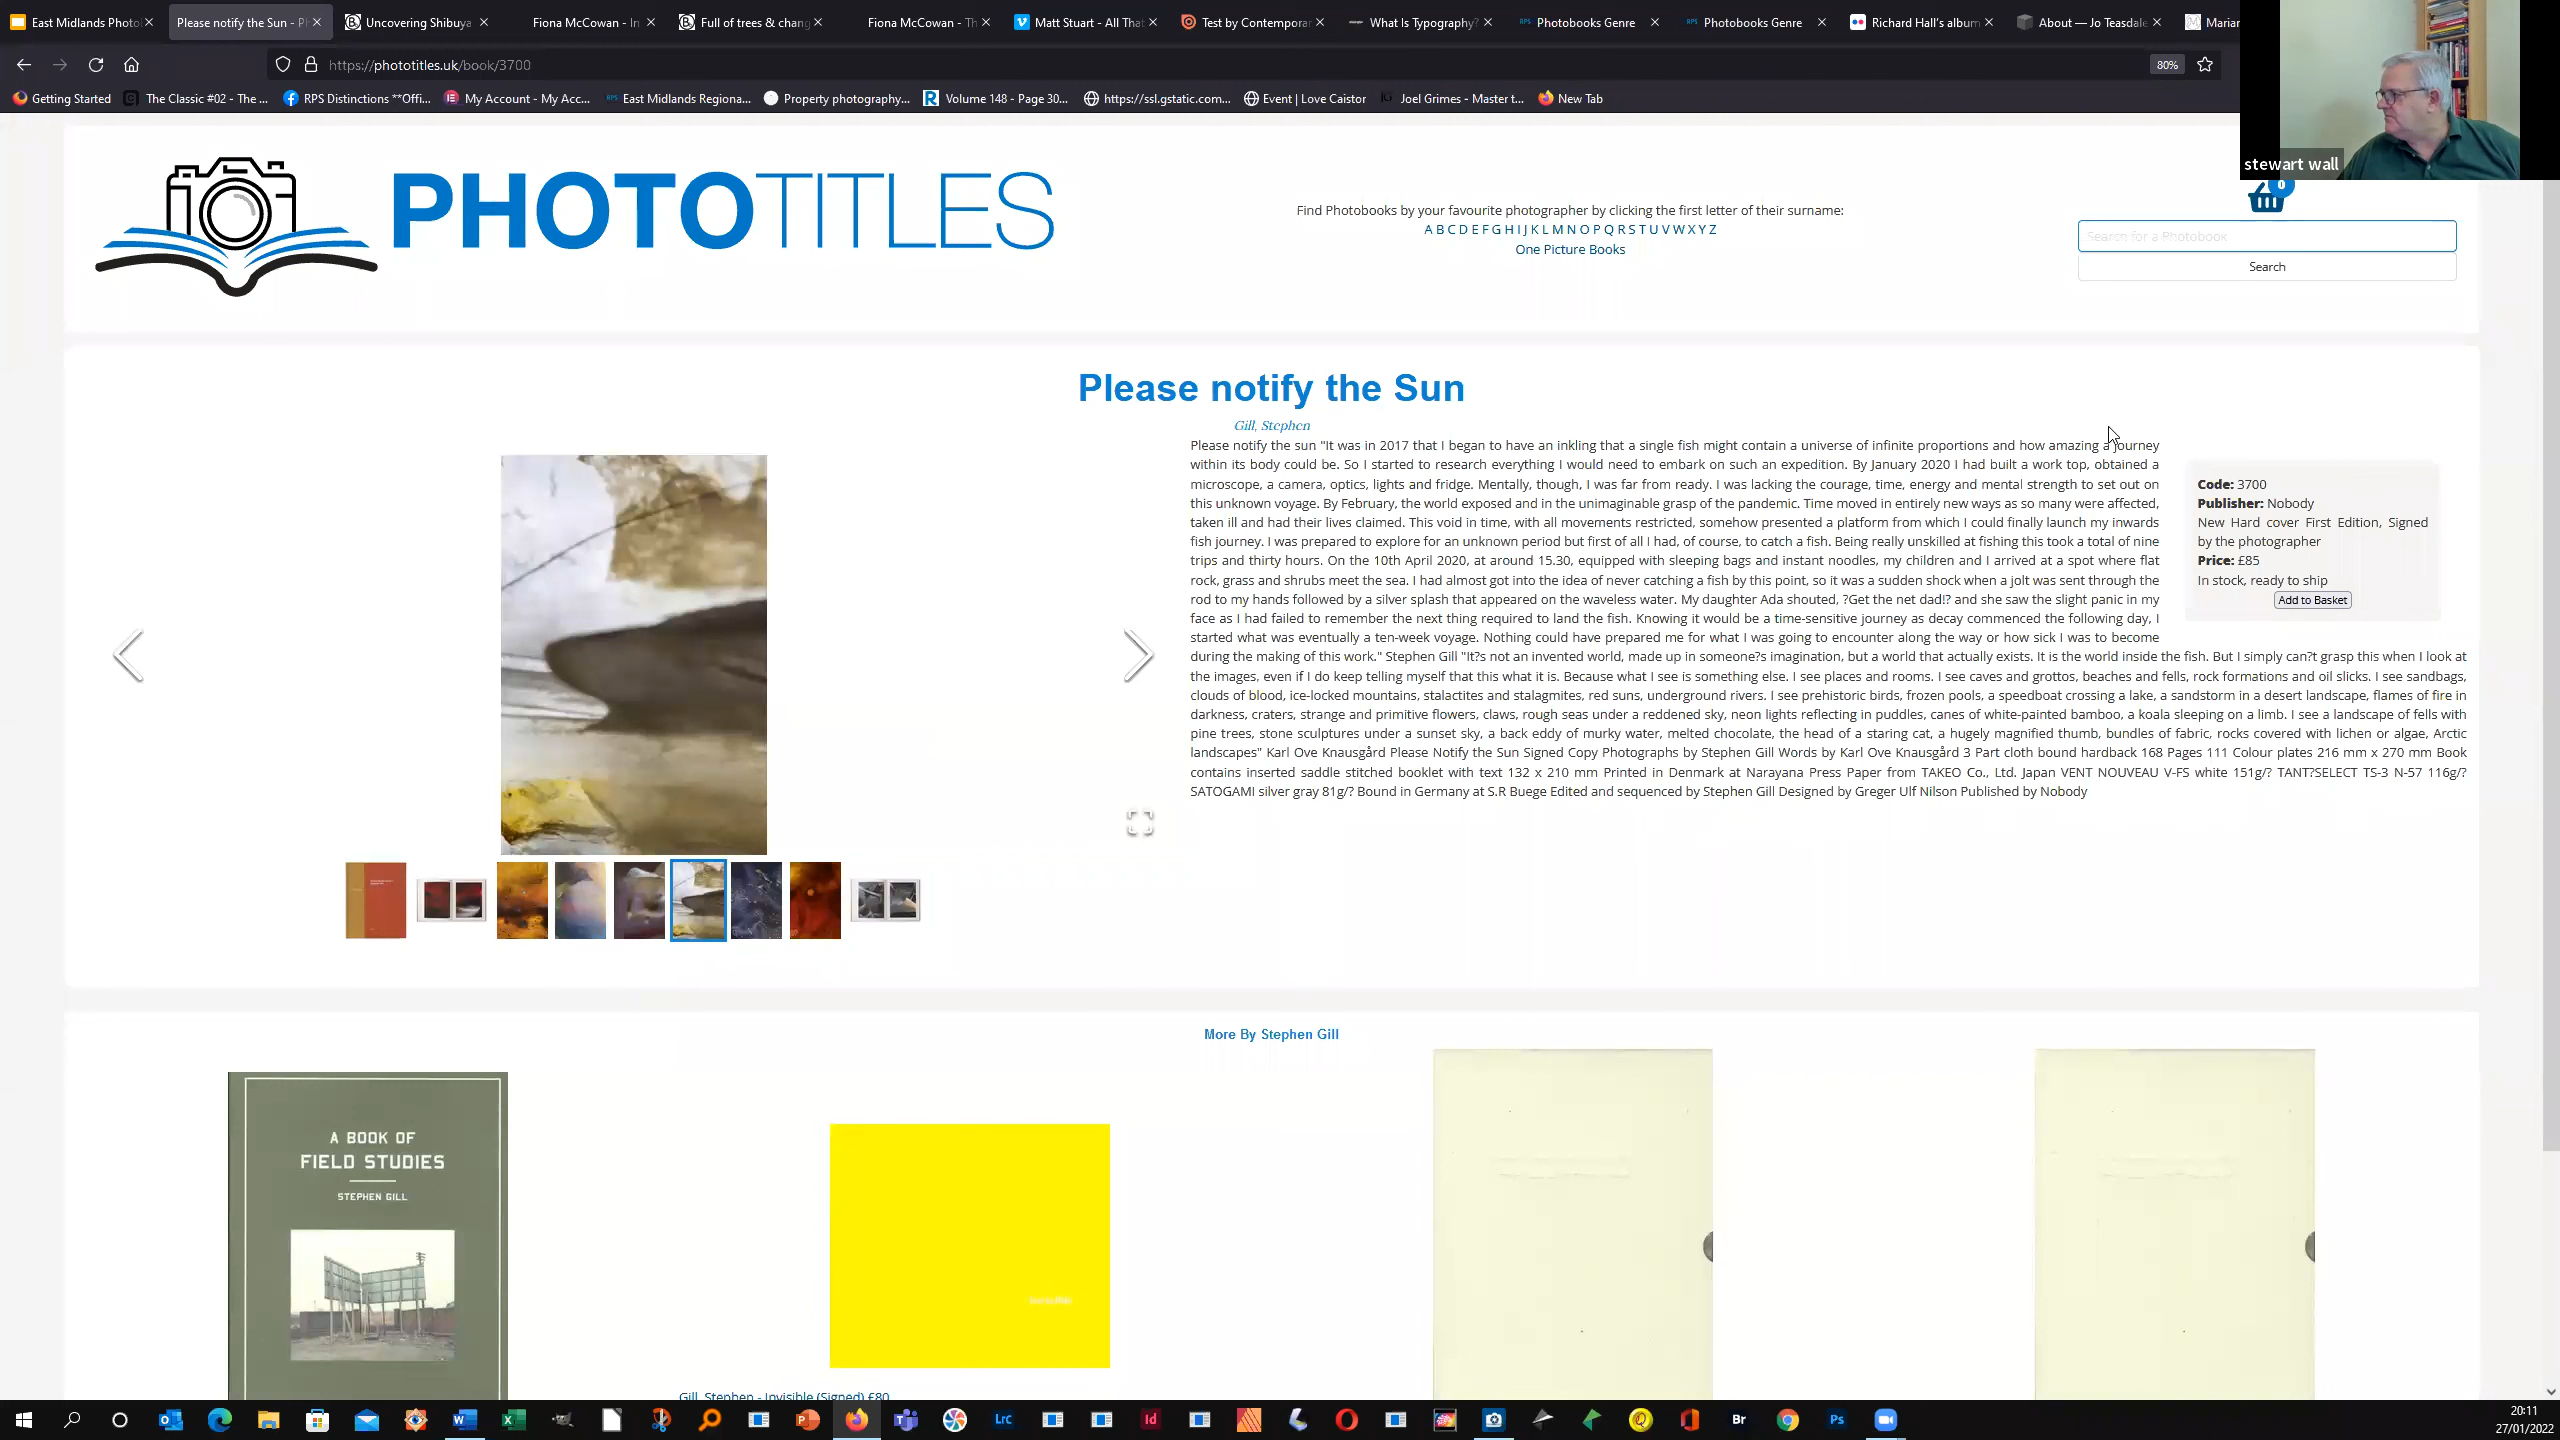 East Midlands Photo
Please notify the Sun - P
Uncovering Shibuya
Fiona McCowan - In
Full of trees & chang
Fiona McCowan - Th
Matt Stuart - All That
Test by Contemporar
What Is Typography?
RPS Photobooks Genre
RPS Photobooks Genre
Richard Hall's album
About — Jo Teasdale
Marian
https://phototitles.uk/book/3700
80%
Getting Started
The Classic #02 - The ...
RPS Distinctions **Offi...
My Account - My Acc...
RPS East Midlands Regiona...
Property photography...
Volume 148 - Page 30...
https://ssl.gstatic.com...
Event | Love Caistor
Joel Grimes - Master t...
New Tab
stewart wall
PHOTOTITLES
Find Photobooks by your favourite photographer by clicking the first letter of their surname:
A B C D E F G H I J K L M N O P Q R S T U V W X Y Z
One Picture Books
0
Search for a Photobook
Search
Please notify the Sun
Gill, Stephen
Please notify the sun "It was in 2017 that I began to have an inkling that a single fish might contain a universe of infinite proportions and how amazing a journey
within its body could be. So I started to research everything I would need to embark on such an expedition. By January 2020 I had built a work top, obtained a
microscope, a camera, optics, lights and fridge. Mentally, though, I was far from ready. I was lacking the courage, time, energy and mental strength to set out on
this unknown voyage. By February, the world exposed and in the unimaginable grasp of the pandemic. Time moved in entirely new ways as so many were affected,
taken ill and had their lives claimed. This void in time, with all movements restricted, somehow presented a platform from which I could finally launch my inwards
fish journey. I was prepared to explore for an unknown period but first of all I had, of course, to catch a fish. Being really unskilled at fishing this took a total of nine
trips and thirty hours. On the 10th April 2020, at around 15.30, equipped with sleeping bags and instant noodles, my children and I arrived at a spot where flat
rock, grass and shrubs meet the sea. I had almost got into the idea of never catching a fish by this point, so it was a sudden shock when a jolt was sent through the
rod to my hands followed by a silver splash that appeared on the waveless water. My daughter Ada shouted, ?Get the net dad!? and she saw the slight panic in my
face as I had failed to remember the next thing required to land the fish. Knowing it would be a time-sensitive journey as decay commenced the following day, I
started what was eventually a ten-week voyage. Nothing could have prepared me for what I was going to encounter along the way or how sick I was to become
during the making of this work." Stephen Gill "It?s not an invented world, made up in someone?s imagination, but a world that actually exists. It is the world inside the fish. But I simply can?t grasp this when I look at
the images, even if I do keep telling myself that this what it is. Because what I see is something else. I see places and rooms. I see caves and grottos, beaches and fells, rock formations and oil slicks. I see sandbags,
clouds of blood, ice-locked mountains, stalactites and stalagmites, red suns, underground rivers. I see prehistoric birds, frozen pools, a speedboat crossing a lake, a sandstorm in a desert landscape, flames of fire in
darkness, craters, strange and primitive flowers, claws, rough seas under a reddened sky, neon lights reflecting in puddles, canes of white-painted bamboo, a koala sleeping on a limb. I see a landscape of fells with
pine trees, stone sculptures under a sunset sky, a back eddy of murky water, melted chocolate, the head of a staring cat, a hugely magnified thumb, bundles of fabric, rocks covered with lichen or algae, Arctic
landscapes" Karl Ove Knausgård Please Notify the Sun Signed Copy Photographs by Stephen Gill Words by Karl Ove Knausgård 3 Part cloth bound hardback 168 Pages 111 Colour plates 216 mm x 270 mm Book
contains inserted saddle stitched booklet with text 132 x 210 mm Printed in Denmark at Narayana Press Paper from TAKEO Co., Ltd. Japan VENT NOUVEAU V-FS white 151g/? TANT?SELECT TS-3 N-57 116g/?
SATOGAMI silver gray 81g/? Bound in Germany at S.R Buege Edited and sequenced by Stephen Gill Designed by Greger Ulf Nilson Published by Nobody
Code: 3700
Publisher: Nobody
New Hard cover First Edition, Signed
by the photographer
Price: £85
In stock, ready to ship
Add to Basket
More By Stephen Gill
A BOOK OF
FIELD STUDIES
STEPHEN GILL
Gill, Stephen - Invisible (Signed) £80
Lrc
Id
Br
Ps
20:11
27/01/2022